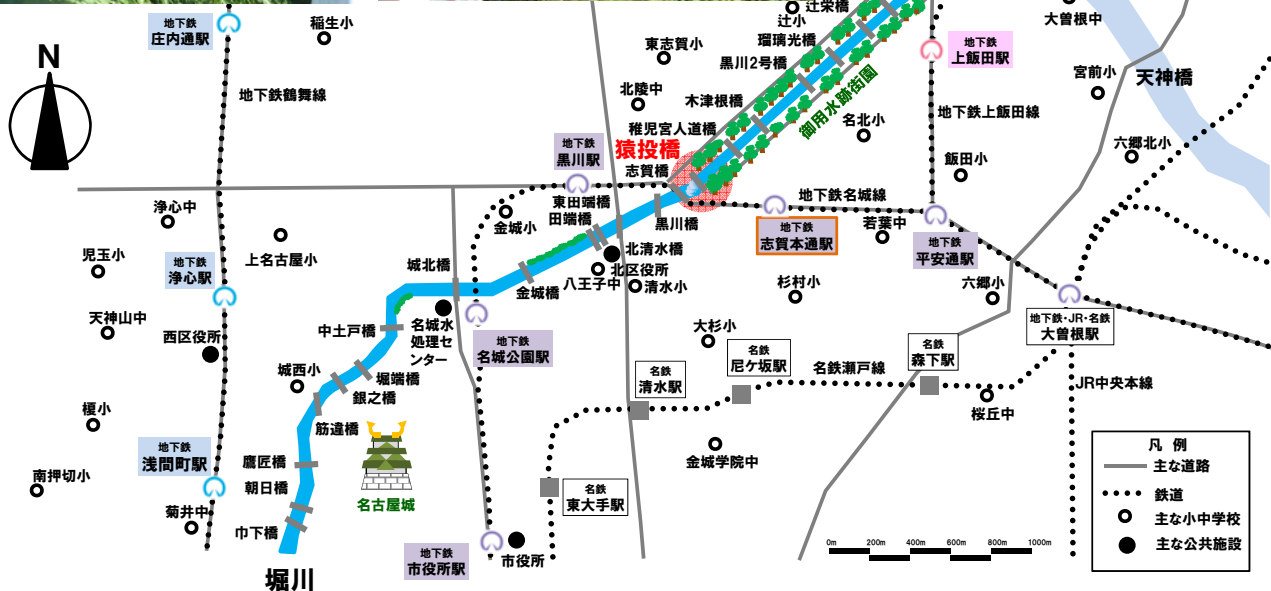 辻栄橋
辻小
瑠璃光橋
大曽根中
地下鉄
庄内通駅
稲生小
東志賀小
黒川2号橋
地下鉄
上飯田駅
宮前小
天神橋
N
地下鉄鶴舞線
北陵中
木津根橋
御用水跡街園
名北小
地下鉄上飯田線
稚児宮人道橋
地下鉄
黒川駅
猿投橋
志賀橋
飯田小
六郷北小
浄心中
金城小
東田端橋
田端橋
黒川橋
地下鉄名城線
地下鉄
志賀本通駅
若葉中
地下鉄
平安通駅
児玉小
地下鉄
浄心駅
上名古屋小
城北橋
金城橋
北清水橋
北区役所
八王子中
清水小
杉村小
六郷小
地下鉄・JR・名鉄
大曽根駅
天神山中
西区役所
中土戸橋
名城水
処理セ
ンター
地下鉄
名城公園駅
大杉小
名鉄
尼ケ坂駅
名鉄
森下駅
城西小
堀端橋
銀之橋
名鉄
清水駅
名鉄瀬戸線
JR中央本線
榎小
筋違橋
桜丘中
地下鉄
浅間町駅
鷹匠橋
朝日橋
名古屋城
金城学院中
南押切小
菊井中
巾下橋
名鉄
東大手駅
堀川
地下鉄
市役所駅
市役所
0m
200m
400m
600m
800m
1000m
凡 例
主な道路
鉄道
主な小中学校
主な公共施設